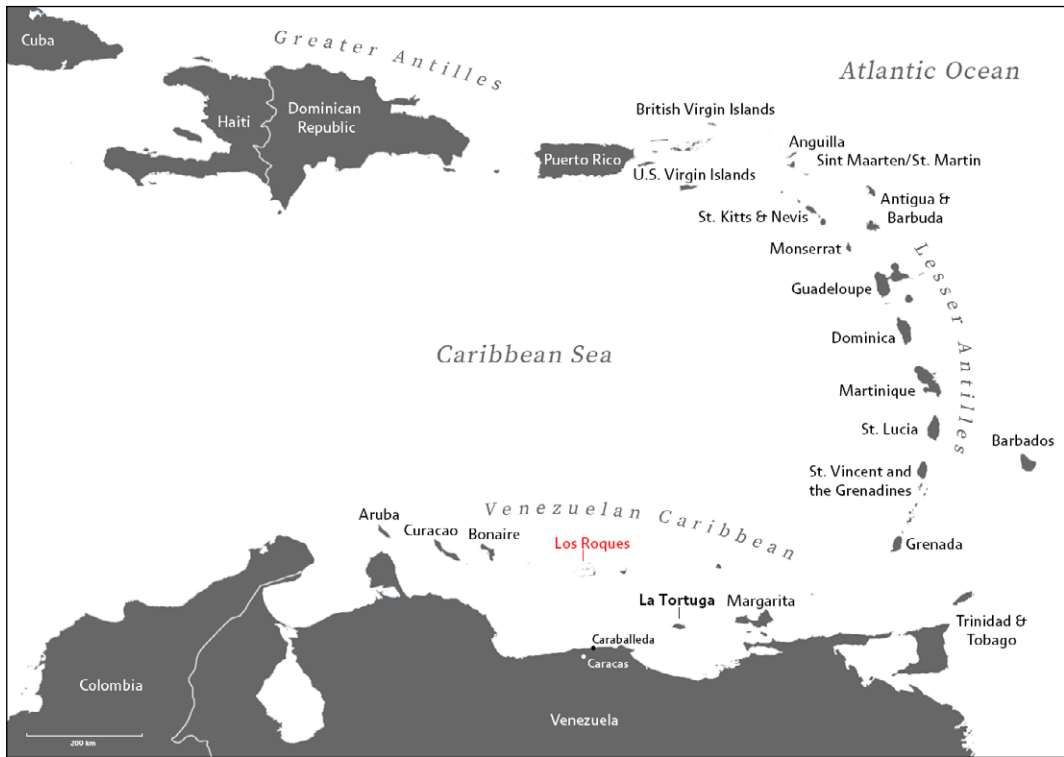 Cuba
Greater Antilles
Atlantic Ocean
Haiti
Dominican
Republic
British Virgin Islands
Puerto Rico
U.S. Virgin Islands
Anguilla
Sint Maarten/St. Martin
St. Kitts & Nevis
Antigua &
Barbuda
Monserrat
Guadeloupe
Lesser Antilles
Dominica
Caribbean Sea
Martinique
St. Lucia
Barbados
St. Vincent and
the Grenadines
Venezuelan Caribbean
Aruba
Curacao
Bonaire
Los Roques
Grenada
La Tortuga
Margarita
Trinidad &
Tobago
Caraballeda
Caracas
Colombia
Venezuela
200 km